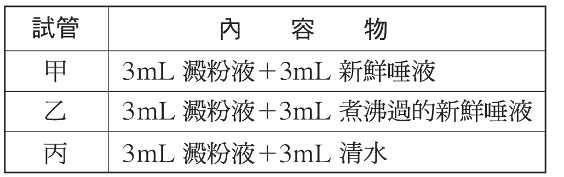 試管 內容物
甲 3mL 澱粉液＋3mL 新鮮唾液
乙 3mL 澱粉液＋3mL 煮沸過的新鮮唾液
丙 3mL 澱粉液＋3mL 清水